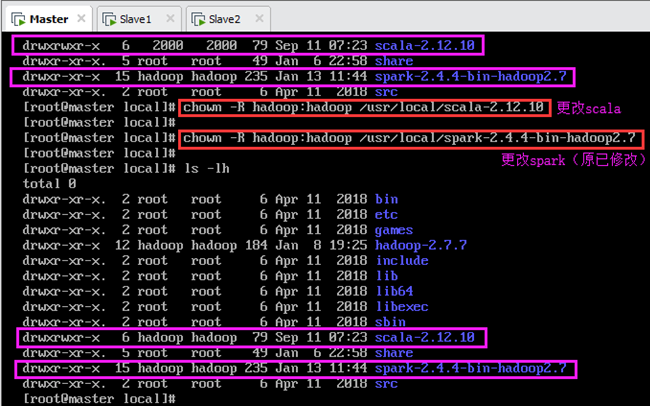 Master × Slave1 × Slave2 ×
drwxrwxr-x 6 2000 2000 79 Sep 11 07:23 scala-2.12.10
drwxr-xr-x. 5 root root 49 Jan 6 22:58 share
drwxr-xr-x 15 hadoop hadoop 235 Jan 13 11:44 spark-2.4.4-bin-hadoop2.7
drwxr-xr-x. 2 root root 6 Apr 11 2018 src
[root@master local]# chown -R hadoop:hadoop /usr/local/scala-2.12.10 更改scala
[root@master local]#
[root@master local]# chown -R hadoop:hadoop /usr/local/spark-2.4.4-bin-hadoop2.7
[root@master local]# 更改spark（原已修改）
[root@master local]# ls -lh
total 0
drwxr-xr-x. 2 root root 6 Apr 11 2018 bin
drwxr-xr-x. 2 root root 6 Apr 11 2018 etc
drwxr-xr-x. 2 root root 6 Apr 11 2018 games
drwxr-xr-x 12 hadoop hadoop 184 Jan 8 19:25 hadoop-2.7.7
drwxr-xr-x. 2 root root 6 Apr 11 2018 include
drwxr-xr-x. 2 root root 6 Apr 11 2018 lib
drwxr-xr-x. 2 root root 6 Apr 11 2018 lib64
drwxr-xr-x. 2 root root 6 Apr 11 2018 libexec
drwxr-xr-x. 2 root root 6 Apr 11 2018 sbin
drwxrwxr-x 6 hadoop hadoop 79 Sep 11 07:23 scala-2.12.10
drwxr-xr-x. 5 root root 49 Jan 6 22:58 share
drwxr-xr-x 15 hadoop hadoop 235 Jan 13 11:44 spark-2.4.4-bin-hadoop2.7
drwxr-xr-x. 2 root root 6 Apr 11 2018 src
[root@master local]#